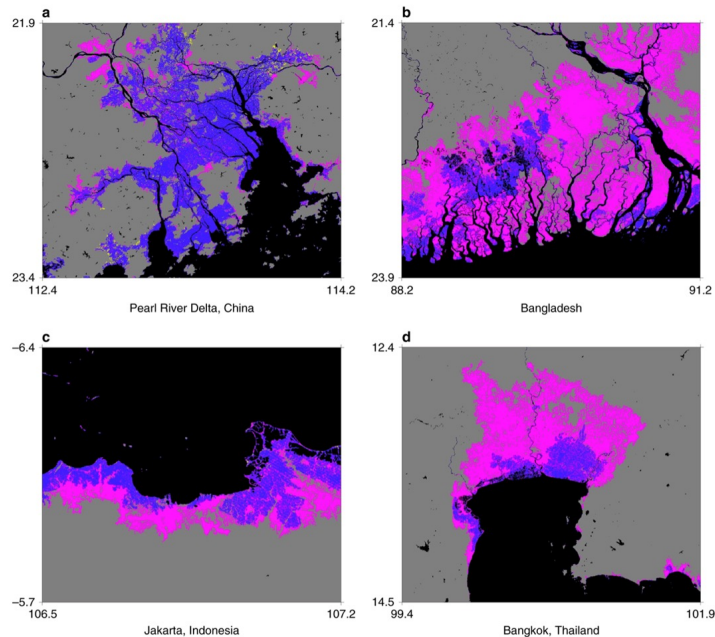 a
21.9
23.4
112.4
114.2
Pearl River Delta, China
b
21.4
23.9
88.2
91.2
Bangladesh
c
−6.4
−5.7
106.5
107.2
Jakarta, Indonesia
d
12.4
14.5
99.4
101.9
Bangkok, Thailand